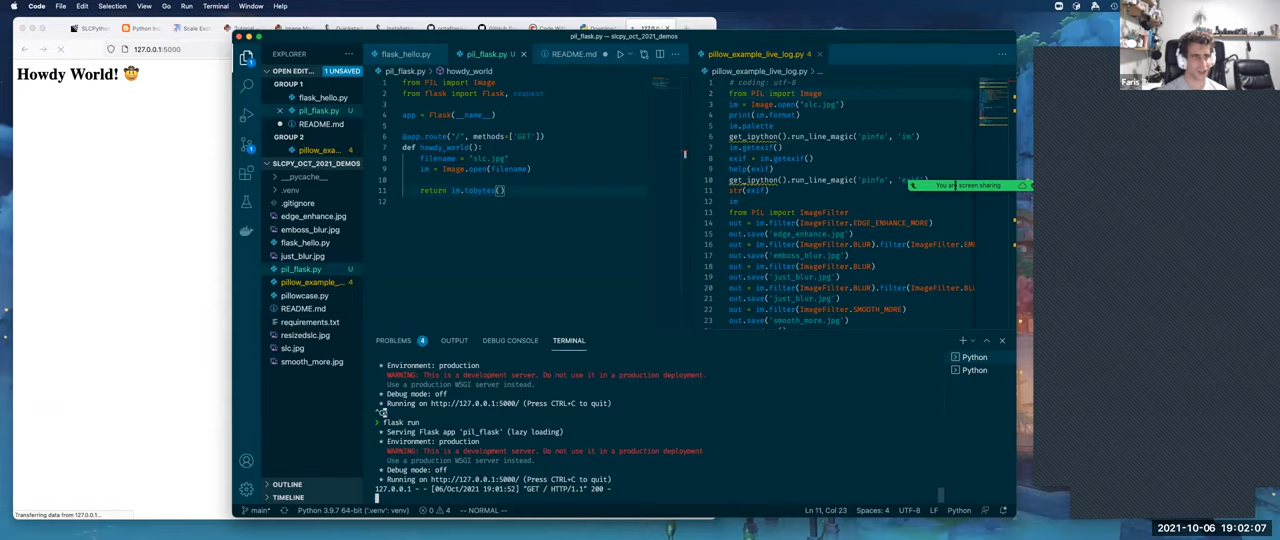 Code File Edit Selection View Go Run Terminal Window Help
127.0.0.1:5000
Howdy World! 🤠
Transferring data from 127.0.0.1...
pil_flask.py — slcpy_oct_2021_demos
EXPLORER
OPEN EDIT... 1 UNSAVED
GROUP 1
flask_hello.py
pil_flask.py U
README.md
GROUP 2
pillow_exa... 4
SLCPY_OCT_2021_DEMOS
__pycache__
.venv
.gitignore
edge_enhance.jpg
emboss_blur.jpg
flask_hello.py
just_blur.jpg
pil_flask.py U
pillow_example_... 4
pillowcase.py
README.md
requirements.txt
resizedslc.jpg
slc.jpg
smooth_more.jpg
OUTLINE
TIMELINE
flask_hello.py pil_flask.py U README.md
pil_flask.py > howdy_world
1 from PIL import Image
2 from flask import Flask, request
3
4 app = Flask(__name__)
5
6 @app.route("/", methods=['GET'])
7 def howdy_world():
8 filename = "slc.jpg"
9 im = Image.open(filename)
10
11 return im.tobytes()
12
pillow_example_live_log.py 4
pillow_example_live_log.py > ...
1 # coding: utf-8
2 from PIL import Image
3 im = Image.open("slc.jpg")
4 print(im.format)
5 im.palette
6 get_ipython().run_line_magic('pinfo', 'im')
7 im.getexif()
8 exif = im.getexif()
9 help(exif)
10 get_ipython().run_line_magic('pinfo', 'exif')
11 str(exif)
12 im
13 from PIL import ImageFilter
14 out = im.filter(ImageFilter.EDGE_ENHANCE_MORE)
15 out.save('edge_enhance.jpg')
16 out = im.filter(ImageFilter.BLUR).filter(ImageFilter.EM
17 out.save('emboss_blur.jpg')
18 out = im.filter(ImageFilter.BLUR)
19 out.save('just_blur.jpg')
20 out = im.filter(ImageFilter.BLUR).filter(ImageFilter.BLU
21 out.save('just_blur.jpg')
22 out = im.filter(ImageFilter.SMOOTH_MORE)
23 out.save('smooth_more.jpg')
You are screen sharing
PROBLEMS 4 OUTPUT DEBUG CONSOLE TERMINAL
Python
Python
* Environment: production
WARNING: This is a development server. Do not use it in a production deployment.
Use a production WSGI server instead.
* Debug mode: off
* Running on http://127.0.0.1:5000/ (Press CTRL+C to quit)
^C
❯ flask run
* Serving Flask app 'pil_flask' (lazy loading)
* Environment: production
WARNING: This is a development server. Do not use it in a production deployment
Use a production WSGI server instead.
* Debug mode: off
* Running on http://127.0.0.1:5000/ (Press CTRL+C to quit)
127.0.0.1 - - [06/Oct/2021 19:01:52] "GET / HTTP/1.1" 200 -
main* Python 3.9.7 64-bit ('.venv': venv) 0 4 --NORMAL-- Ln 11, Col 23 Spaces: 4 UTF-8 LF Python
Faris
2021-10-06 19:02:07